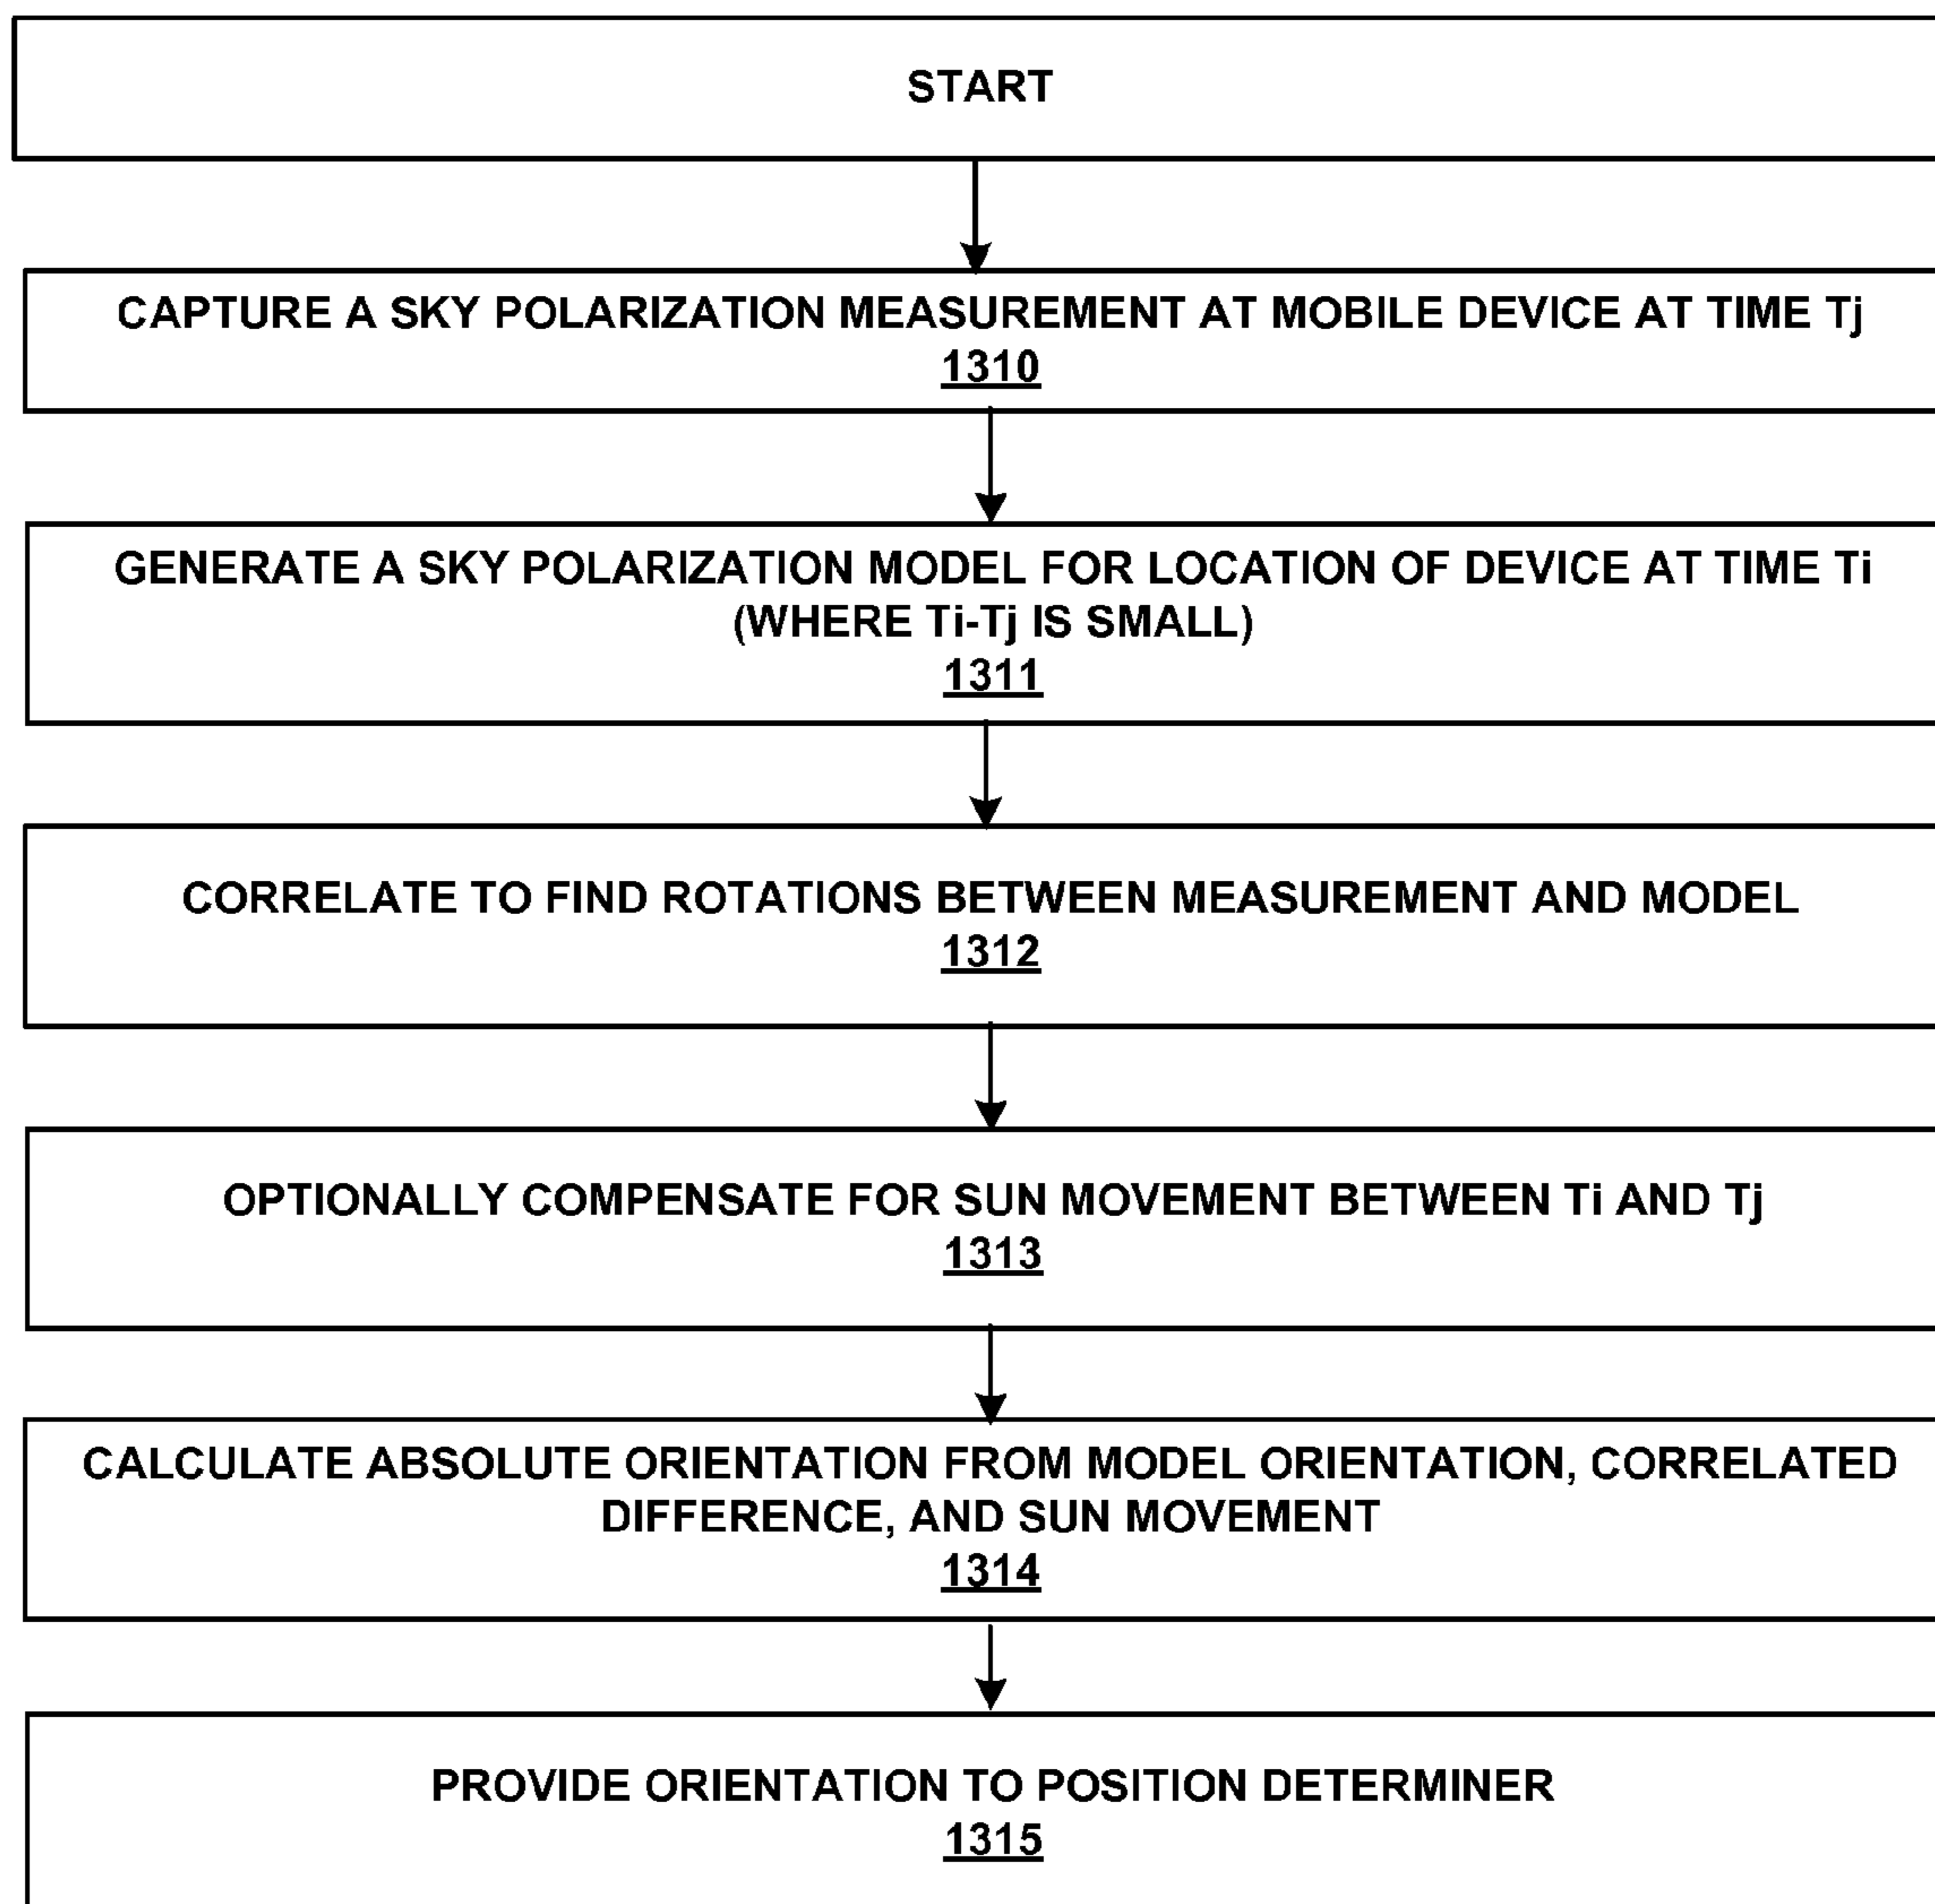 START
CAPTURE A SKY POLARIZATION MEASUREMENT AT MOBILE DEVICE AT TIME Tj
1310
GENERATE A SKY POLARIZATION MODEL FOR LOCATION OF DEVICE AT TIME Ti
(WHERE Ti-Tj IS SMALL)
1311
CORRELATE TO FIND ROTATIONS BETWEEN MEASUREMENT AND MODEL
1312
OPTIONALLY COMPENSATE FOR SUN MOVEMENT BETWEEN Ti AND Tj
1313
CALCULATE ABSOLUTE ORIENTATION FROM MODEL ORIENTATION, CORRELATED
DIFFERENCE, AND SUN MOVEMENT
1314
PROVIDE ORIENTATION TO POSITION DETERMINER
1315